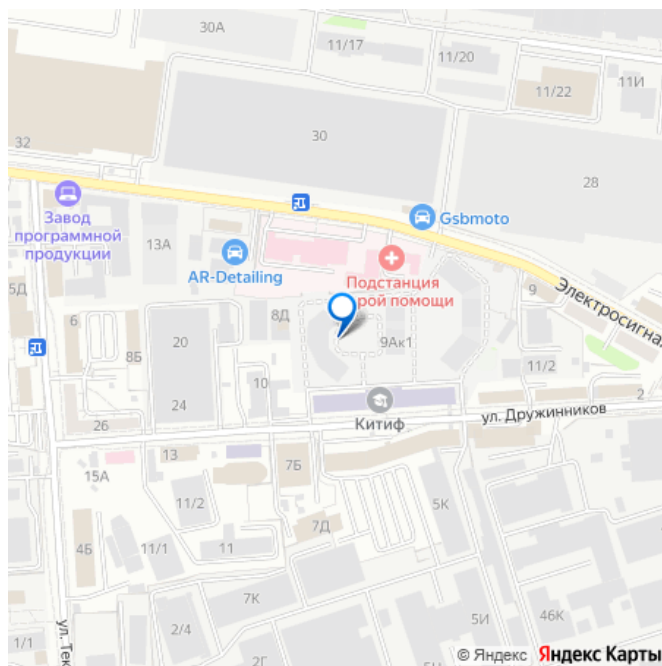 30А
11/17
11/20
11/22
11И
32
30
28
Завод
программной
продукции
13А
Gsbmoto
AR-Detailing
Подстанция
рой помощи
Электросигна
5Д
6
8Б
20
8Д
9Ак1
9
11/2
10
24
2
26
Китиф
ул. Дружинников
13
15А
7Б
11/2
5К
4Б
11/1
11
7Д
7К
2/4
5И
46К
2Г
1/1
ул. Тек
© Яндекс Яндекс Карты